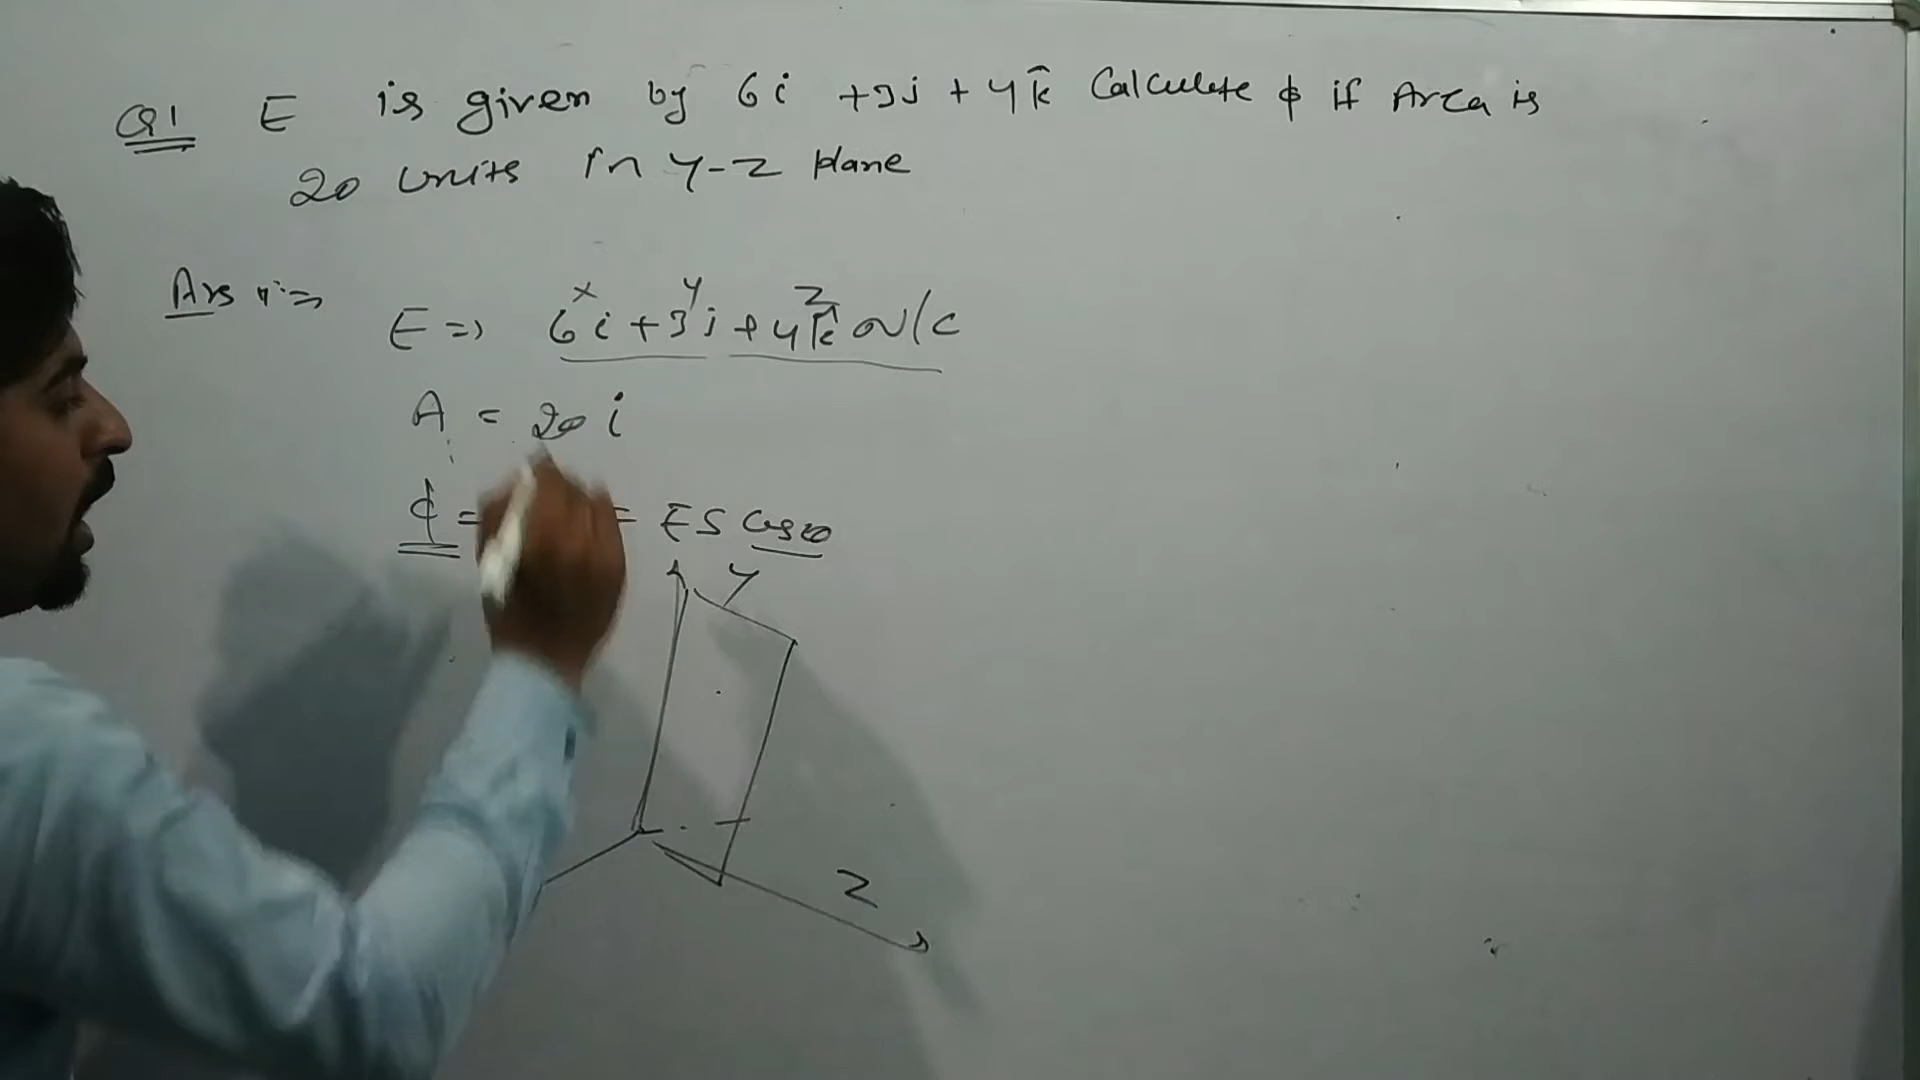 Q1 E is given by 6i + 3j + 4k̂ Calculate ϕ if Area is
20 units in Y-Z plane
Ans :⇒
x y z
E ⇒ 6i + 3j + 4k̂ N/C
A = 20 i
ϕ = = ES Cosθ
Y
Z